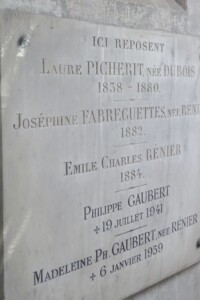 ICI REPOSENT
LAURE PICHERIT, NÉE DUBOIS
1838 - 1880.
JOSÉPHINE FABREGUETTES, NÉE RENI
1882.
EMILE CHARLES RENIER
1884.
PHILIPPE GAUBERT
+ 19 JUILLET 1941
MADELEINE PH. GAUBERT, NÉE RENIER
+ 6 JANVIER 1959